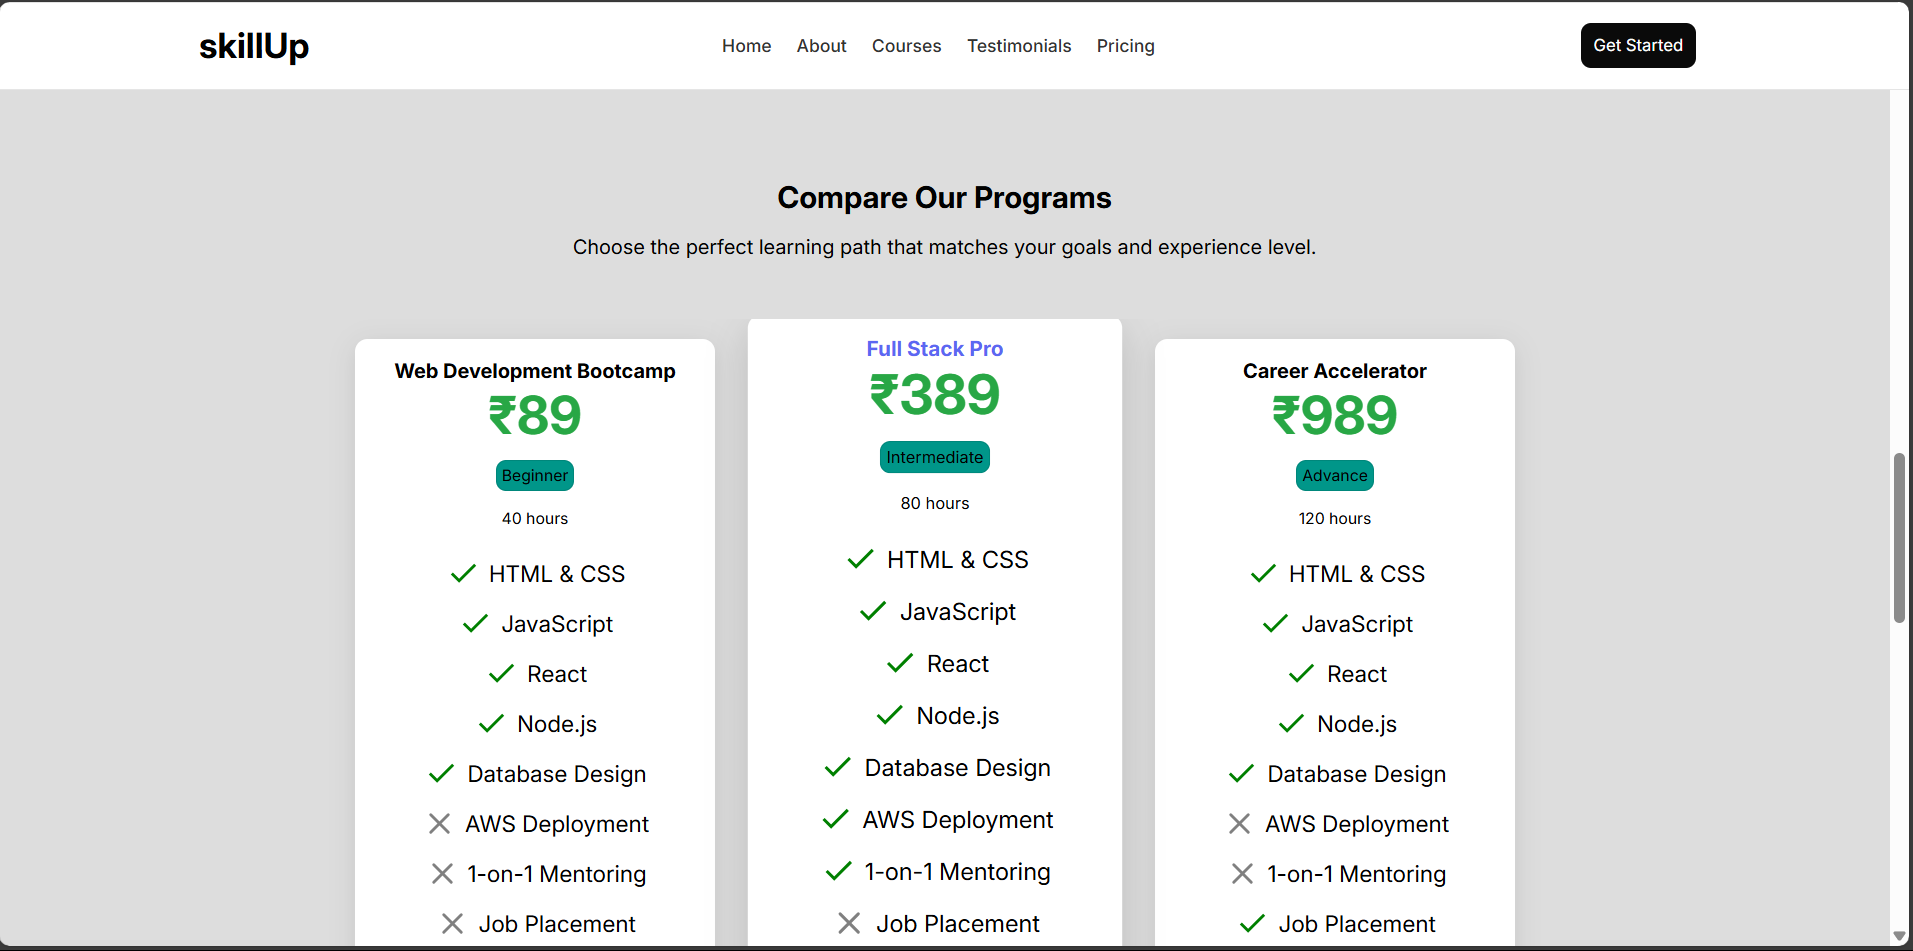 skillUp
Home About Courses Testimonials Pricing
Get Started
Compare Our Programs
Choose the perfect learning path that matches your goals and experience level.
Web Development Bootcamp
₹89
Beginner
40 hours
HTML & CSS
JavaScript
React
Node.js
Database Design
AWS Deployment
1-on-1 Mentoring
Job Placement
Full Stack Pro
₹389
Intermediate
80 hours
HTML & CSS
JavaScript
React
Node.js
Database Design
AWS Deployment
1-on-1 Mentoring
Job Placement
Career Accelerator
₹989
Advance
120 hours
HTML & CSS
JavaScript
React
Node.js
Database Design
AWS Deployment
1-on-1 Mentoring
Job Placement